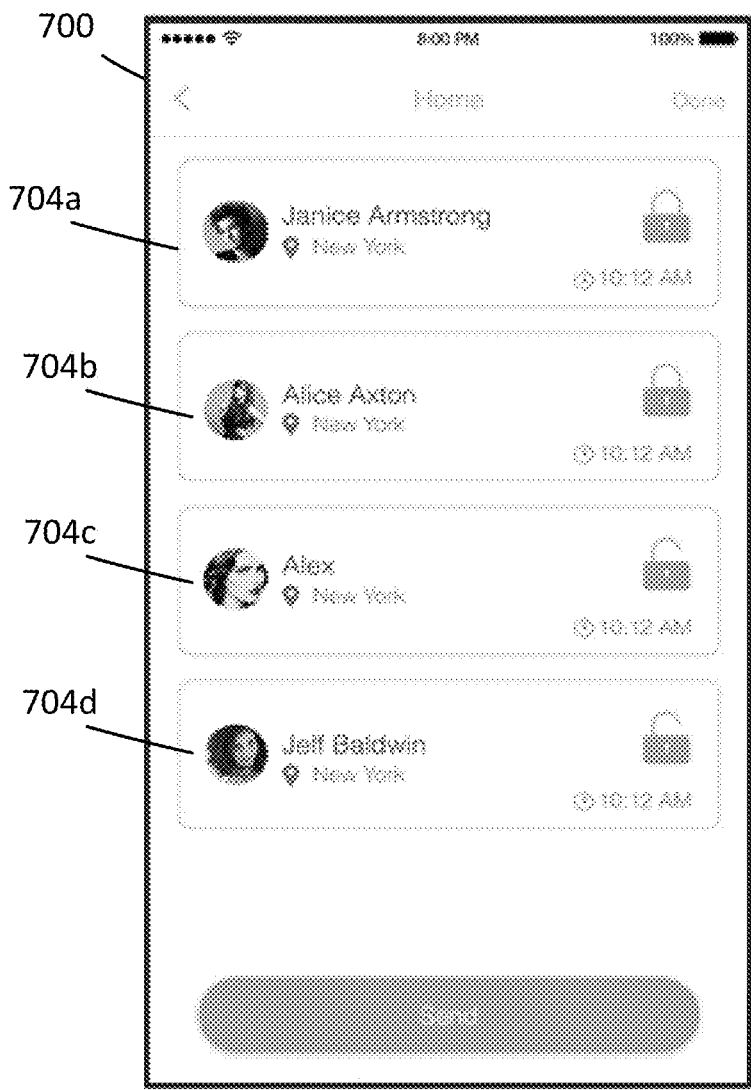 700
8:00 PM 100%
Home Done
704a
Janice Armstrong
New York
10:12 AM
704b
Alice Axton
New York
10:12 AM
704c
Alex
New York
10:12 AM
704d
Jeff Baldwin
New York
10:12 AM